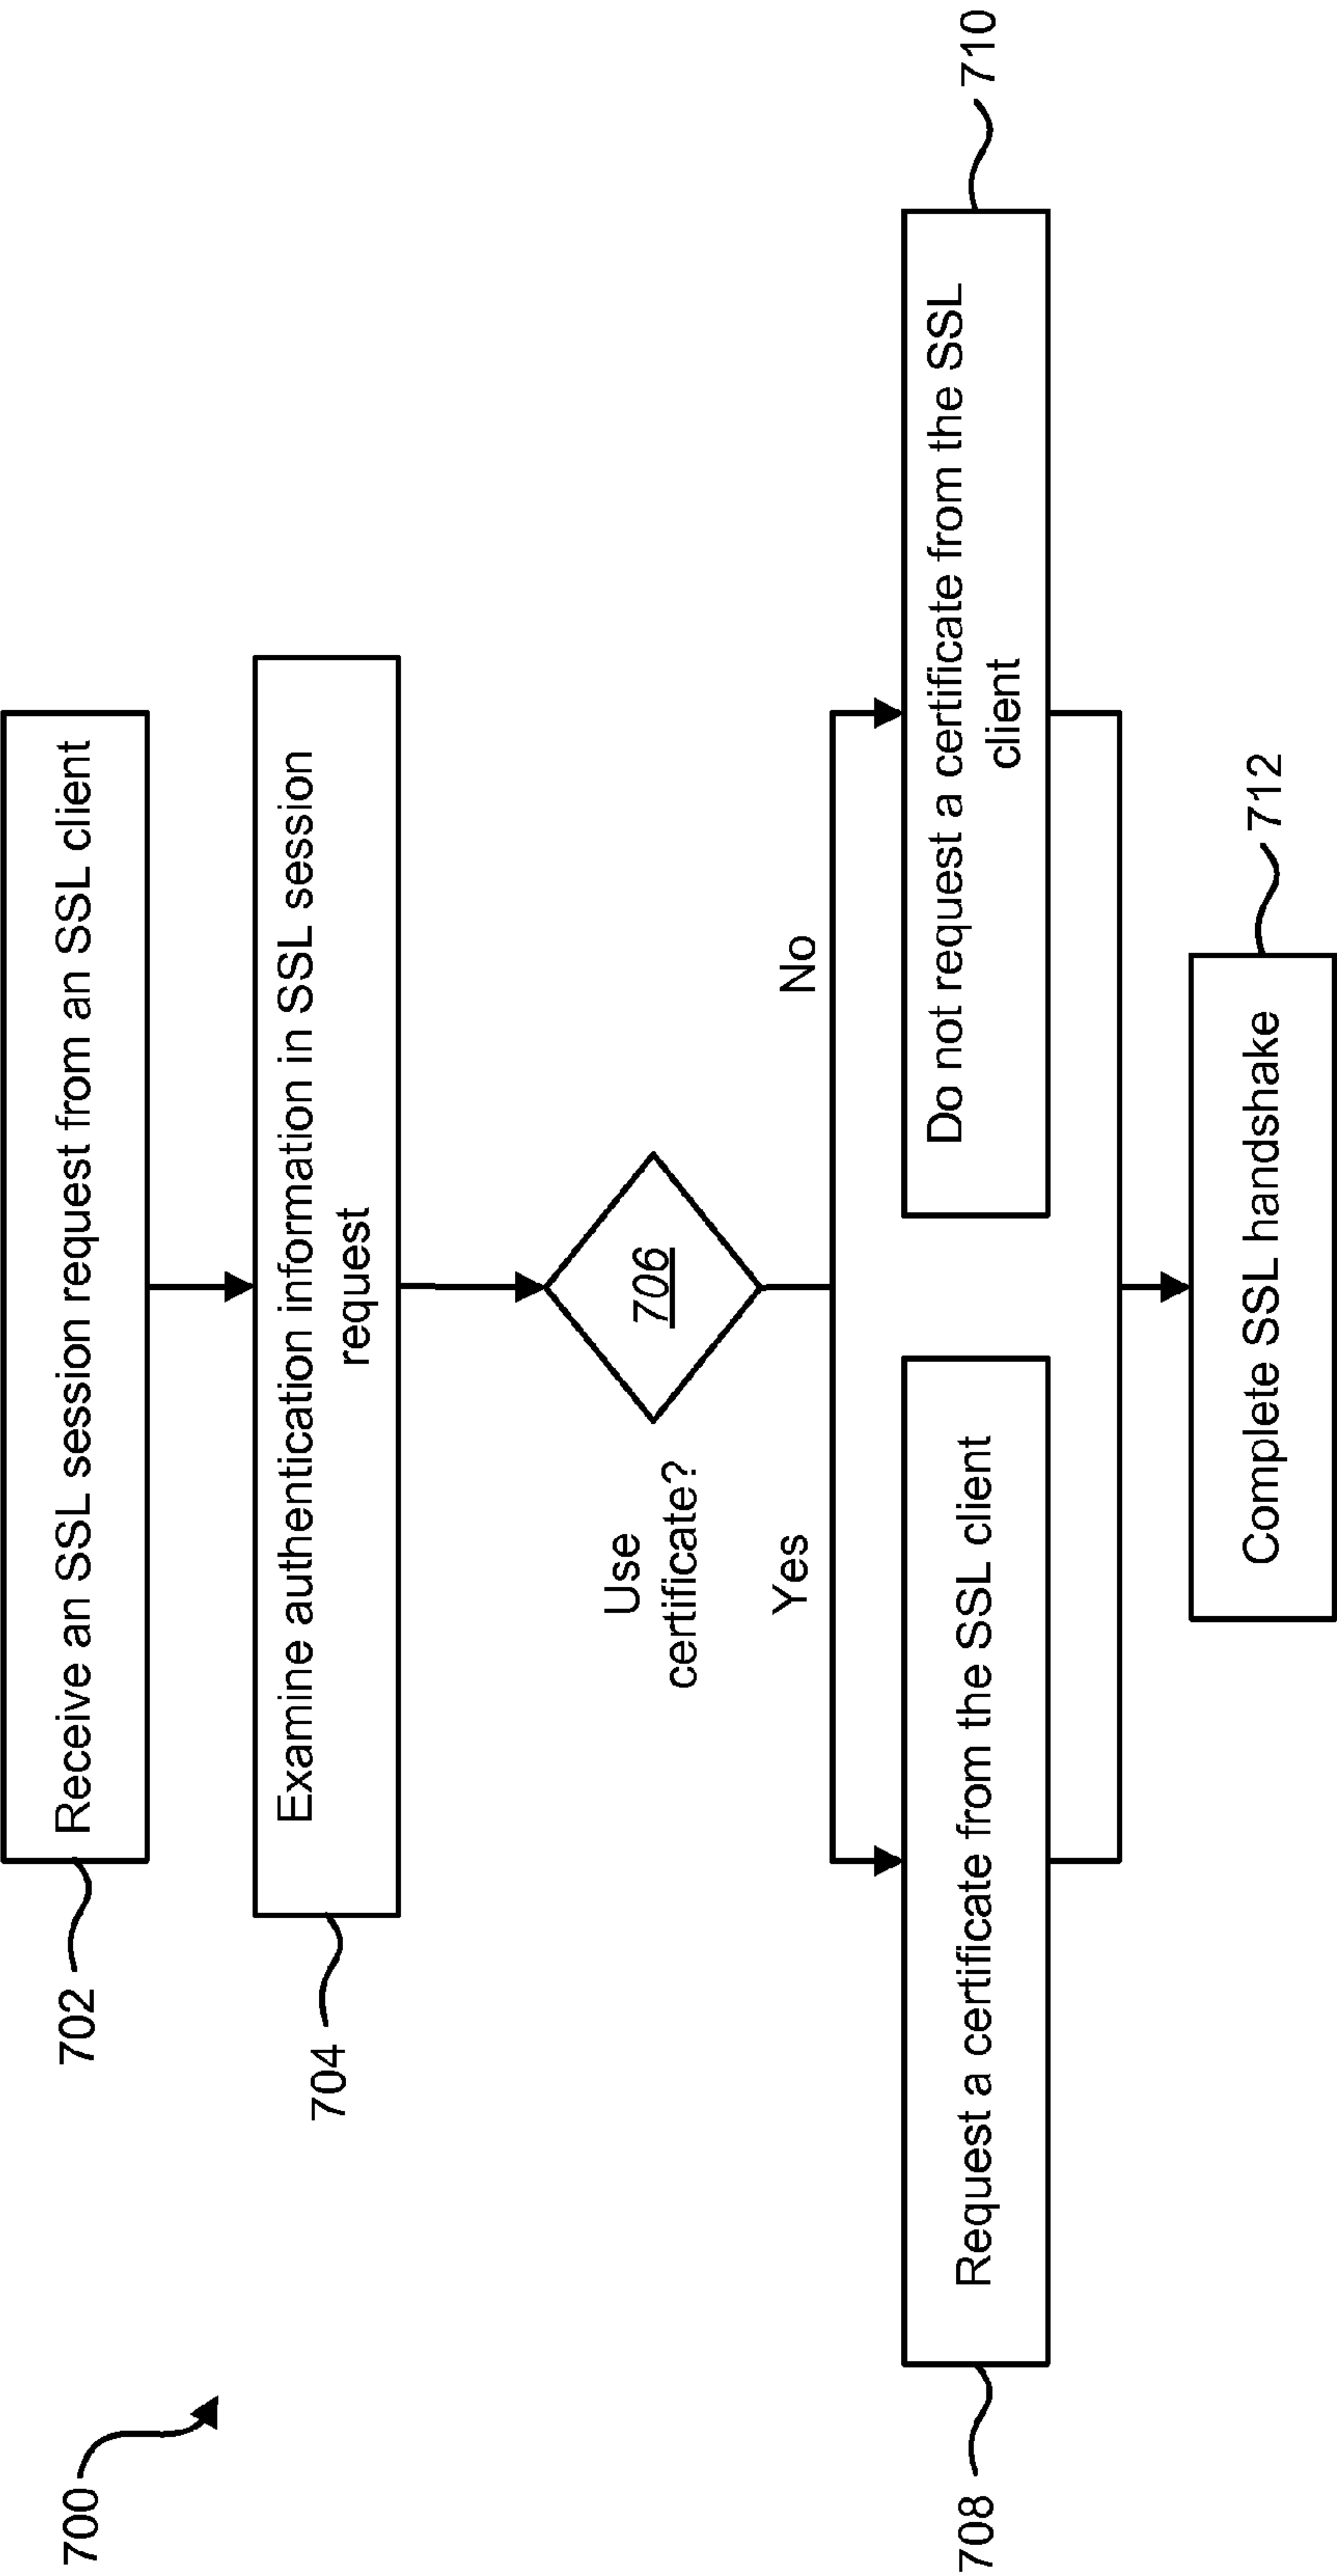 700
702
Receive an SSL session request from an SSL client
704
Examine authentication information in SSL session
request
Use
certificate?
706
Yes
No
708
Request a certificate from the SSL client
Do not request a certificate from the SSL
client
710
Complete SSL handshake
712